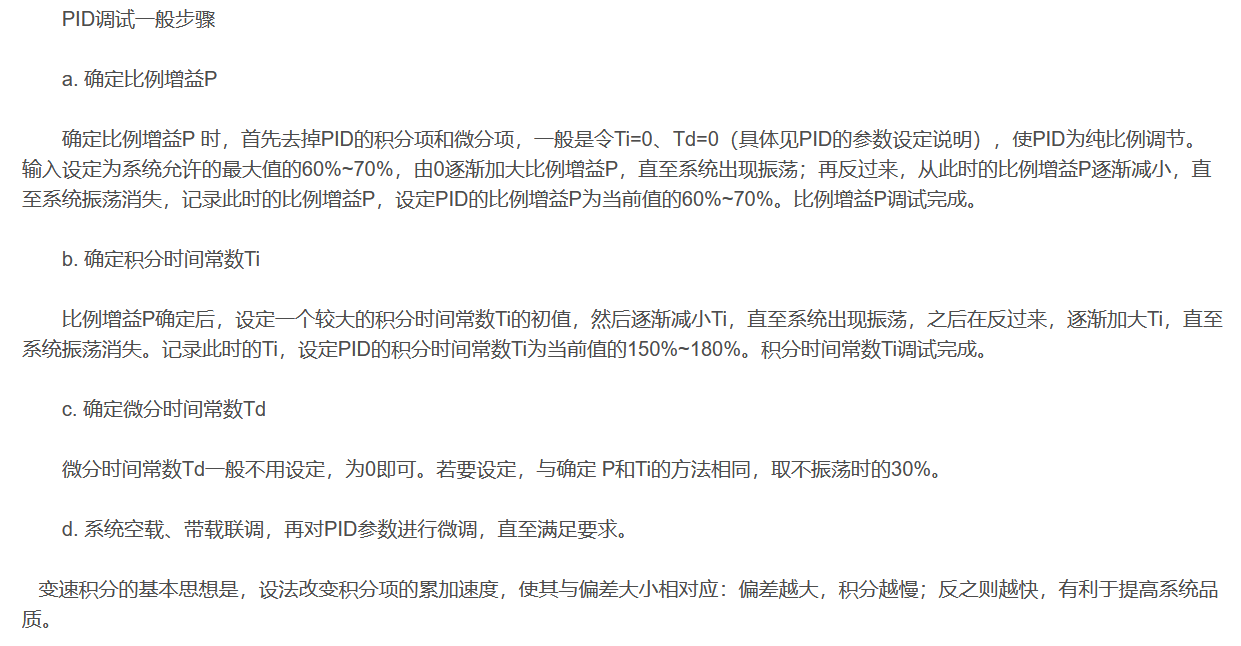 PID调试一般步骤
a. 确定比例增益P
确定比例增益P 时，首先去掉PID的积分项和微分项，一般是令Ti=0、Td=0（具体见PID的参数设定说明），使PID为纯比例调节。
输入设定为系统允许的最大值的60%~70%，由0逐渐加大比例增益P，直至系统出现振荡；再反过来，从此时的比例增益P逐渐减小，直
至系统振荡消失，记录此时的比例增益P，设定PID的比例增益P为当前值的60%~70%。比例增益P调试完成。
b. 确定积分时间常数Ti
比例增益P确定后，设定一个较大的积分时间常数Ti的初值，然后逐渐减小Ti，直至系统出现振荡，之后在反过来，逐渐加大Ti，直至
系统振荡消失。记录此时的Ti，设定PID的积分时间常数Ti为当前值的150%~180%。积分时间常数Ti调试完成。
c. 确定微分时间常数Td
微分时间常数Td一般不用设定，为0即可。若要设定，与确定 P和Ti的方法相同，取不振荡时的30%。
d. 系统空载、带载联调，再对PID参数进行微调，直至满足要求。
变速积分的基本思想是，设法改变积分项的累加速度，使其与偏差大小相对应：偏差越大，积分越慢；反之则越快，有利于提高系统品
质。